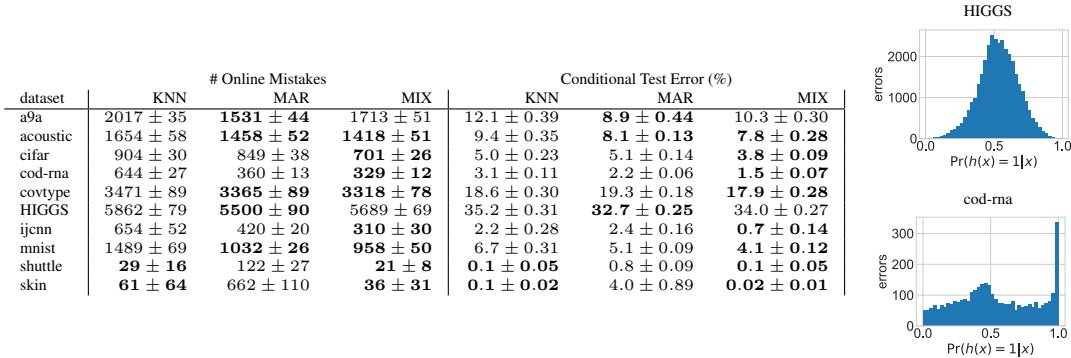 # Online Mistakes Conditional Test Error (%)
dataset KNN MAR MIX KNN MAR MIX
a9a 2017 ± 35 1531 ± 44 1713 ± 51 12.1 ± 0.39 8.9 ± 0.44 10.3 ± 0.30
acoustic 1654 ± 58 1458 ± 52 1418 ± 51 9.4 ± 0.35 8.1 ± 0.13 7.8 ± 0.28
cifar 904 ± 30 849 ± 38 701 ± 26 5.0 ± 0.23 5.1 ± 0.14 3.8 ± 0.09
cod-rna 644 ± 27 360 ± 13 329 ± 12 3.1 ± 0.11 2.2 ± 0.06 1.5 ± 0.07
covtype 3471 ± 89 3365 ± 89 3318 ± 78 18.6 ± 0.30 19.3 ± 0.18 17.9 ± 0.28
HIGGS 5862 ± 79 5500 ± 90 5689 ± 69 35.2 ± 0.31 32.7 ± 0.25 34.0 ± 0.27
ijcnn 654 ± 52 420 ± 20 310 ± 30 2.2 ± 0.28 2.4 ± 0.16 0.7 ± 0.14
mnist 1489 ± 69 1032 ± 26 958 ± 50 6.7 ± 0.31 5.1 ± 0.09 4.1 ± 0.12
shuttle 29 ± 16 122 ± 27 21 ± 8 0.1 ± 0.05 0.8 ± 0.09 0.1 ± 0.05
skin 61 ± 64 662 ± 110 36 ± 31 0.1 ± 0.02 4.0 ± 0.89 0.02 ± 0.01
HIGGS
2000
1000
0
errors
0.0 0.5 1.0
Pr(h(x) = 1|x)
cod-rna
300
200
100
0
errors
0.0 0.5 1.0
Pr(h(x) = 1|x)